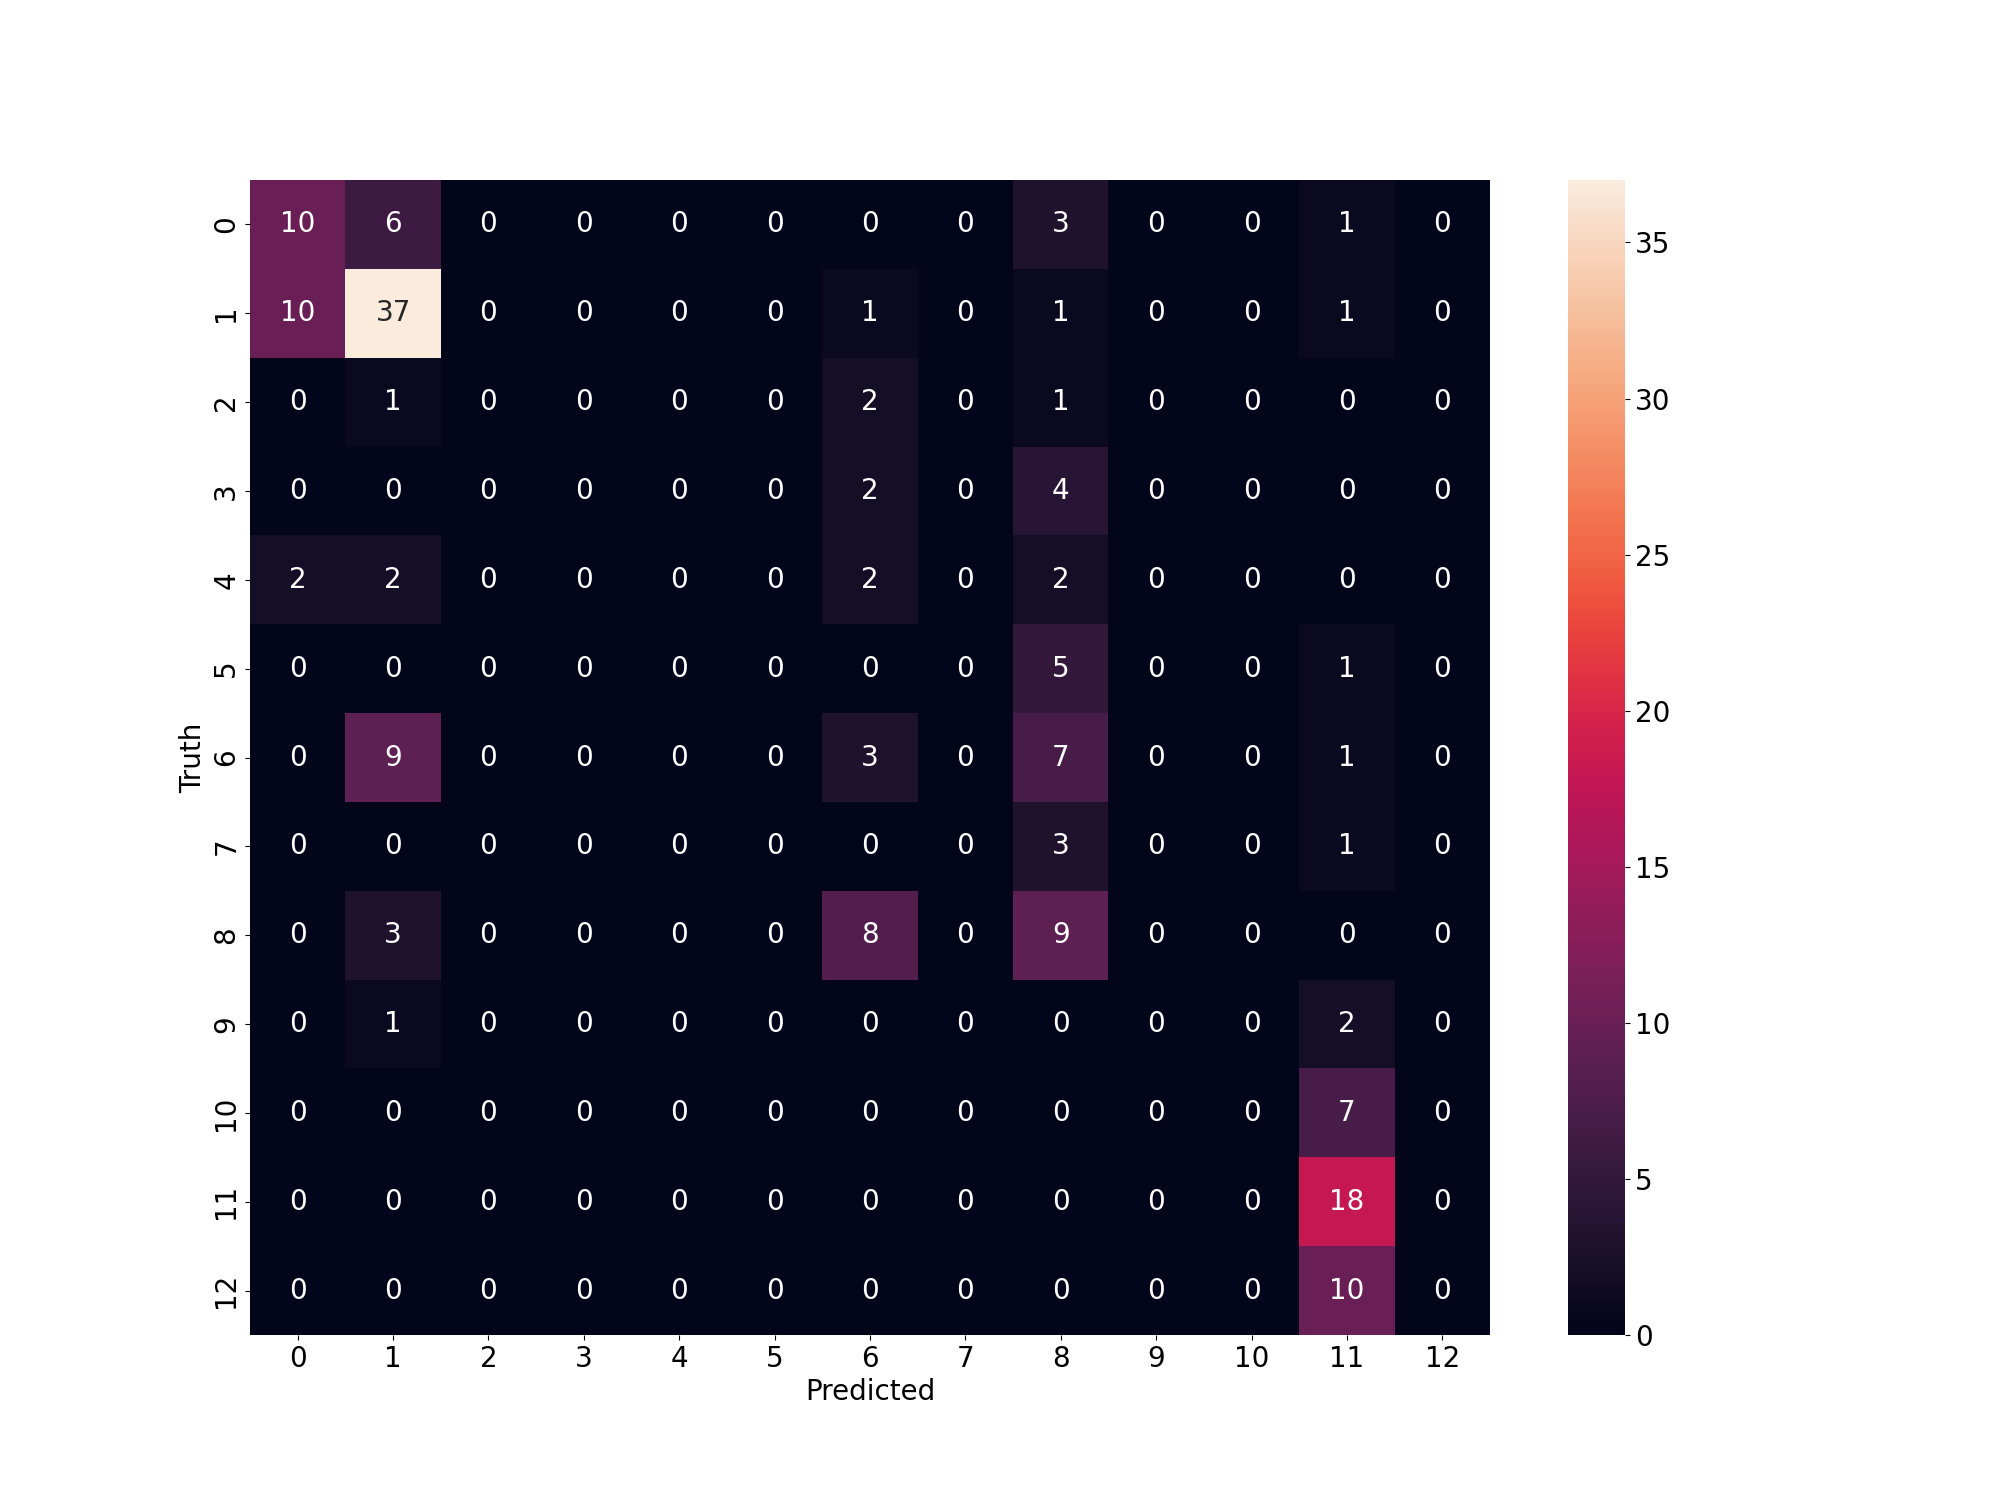 0 10 6 0 0 0 0 0 0 3 0 0 1 0
1 10 37 0 0 0 0 1 0 1 0 0 1 0
2 0 1 0 0 0 0 2 0 1 0 0 0 0
3 0 0 0 0 0 0 2 0 4 0 0 0 0
4 2 2 0 0 0 0 2 0 2 0 0 0 0
5 0 0 0 0 0 0 0 0 5 0 0 1 0
6 0 9 0 0 0 0 3 0 7 0 0 1 0
7 0 0 0 0 0 0 0 0 3 0 0 1 0
8 0 3 0 0 0 0 8 0 9 0 0 0 0
9 0 1 0 0 0 0 0 0 0 0 0 2 0
10 0 0 0 0 0 0 0 0 0 0 0 7 0
11 0 0 0 0 0 0 0 0 0 0 0 18 0
12 0 0 0 0 0 0 0 0 0 0 0 10 0
0 1 2 3 4 5 6 7 8 9 10 11 12
Predicted
Truth
35
30
25
20
15
10
5
0